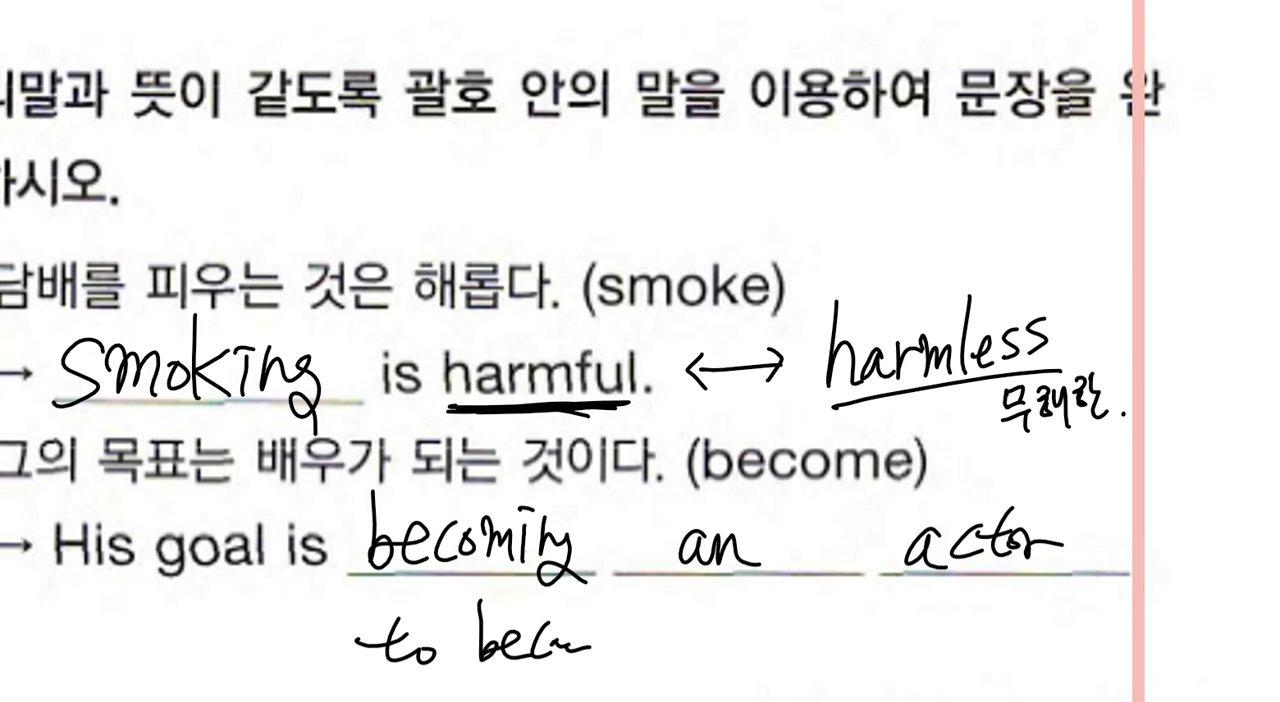 리말과 뜻이 같도록 괄호 안의 말을 이용하여 문장을 완
하시오.
담배를 피우는 것은 해롭다. (smoke)
→ smoking is harmful. ↔ harmless
무해한.
그의 목표는 배우가 되는 것이다. (become)
→ His goal is becoming an actor
to